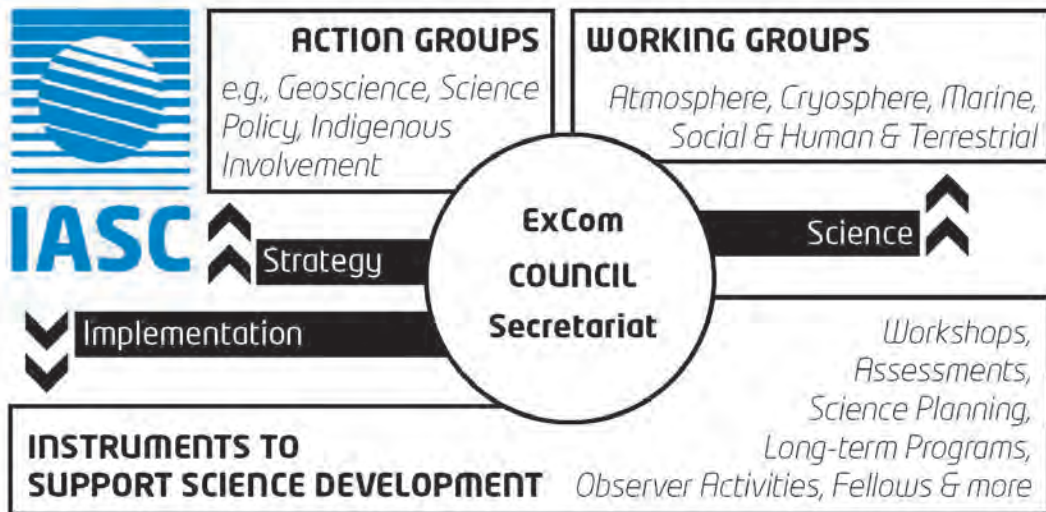 IASC
ACTION GROUPS
e.g., Geoscience, Science
Policy, Indigenous
Involvement
WORKING GROUPS
Atmosphere, Cryosphere, Marine,
Social & Human & Terrestrial
ExCom
COUNCIL
Secretariat
Strategy
Science
Implementation
INSTRUMENTS TO
SUPPORT SCIENCE DEVELOPMENT
Workshops,
Assessments,
Science Planning,
Long-term Programs,
Observer Activities, Fellows & more